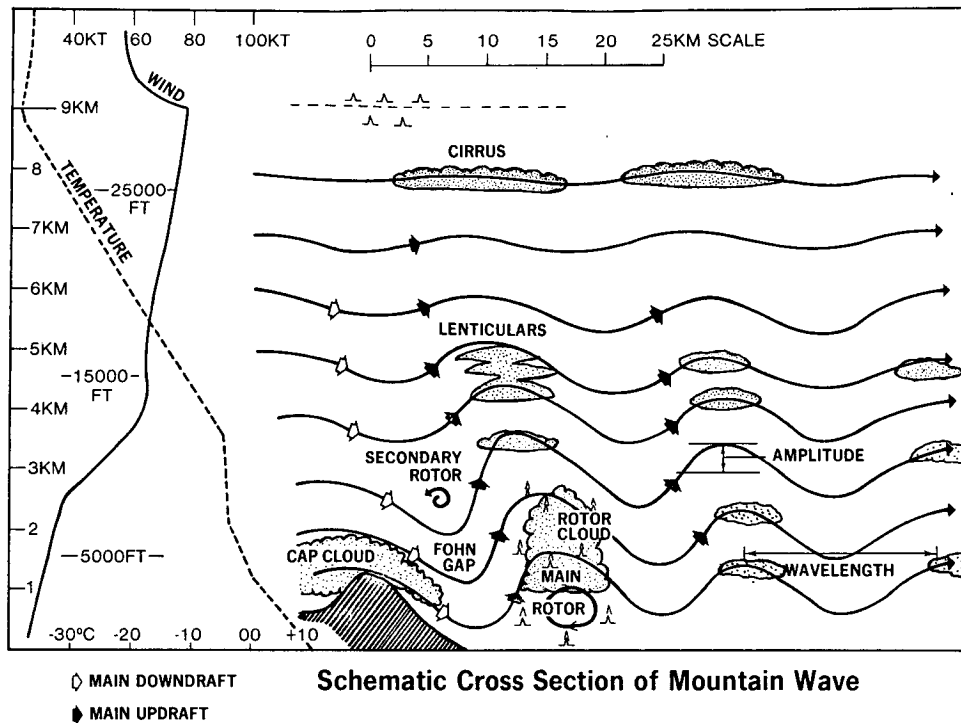 40KT 60 80 100KT
0 5 10 15 20 25KM SCALE
WIND
9KM
CIRRUS
8
TEMPERATURE
—25000—
FT
7KM
6KM
LENTICULARS
5KM
—15000—
FT
4KM
AMPLITUDE
3KM
SECONDARY
ROTOR
ROTOR
CLOUD
2
—5000FT—
CAP CLOUD
FOHN
GAP
MAIN
WAVELENGTH
1
ROTOR
-30°C -20 -10 00 +10
MAIN DOWNDRAFT
Schematic Cross Section of Mountain Wave
MAIN UPDRAFT